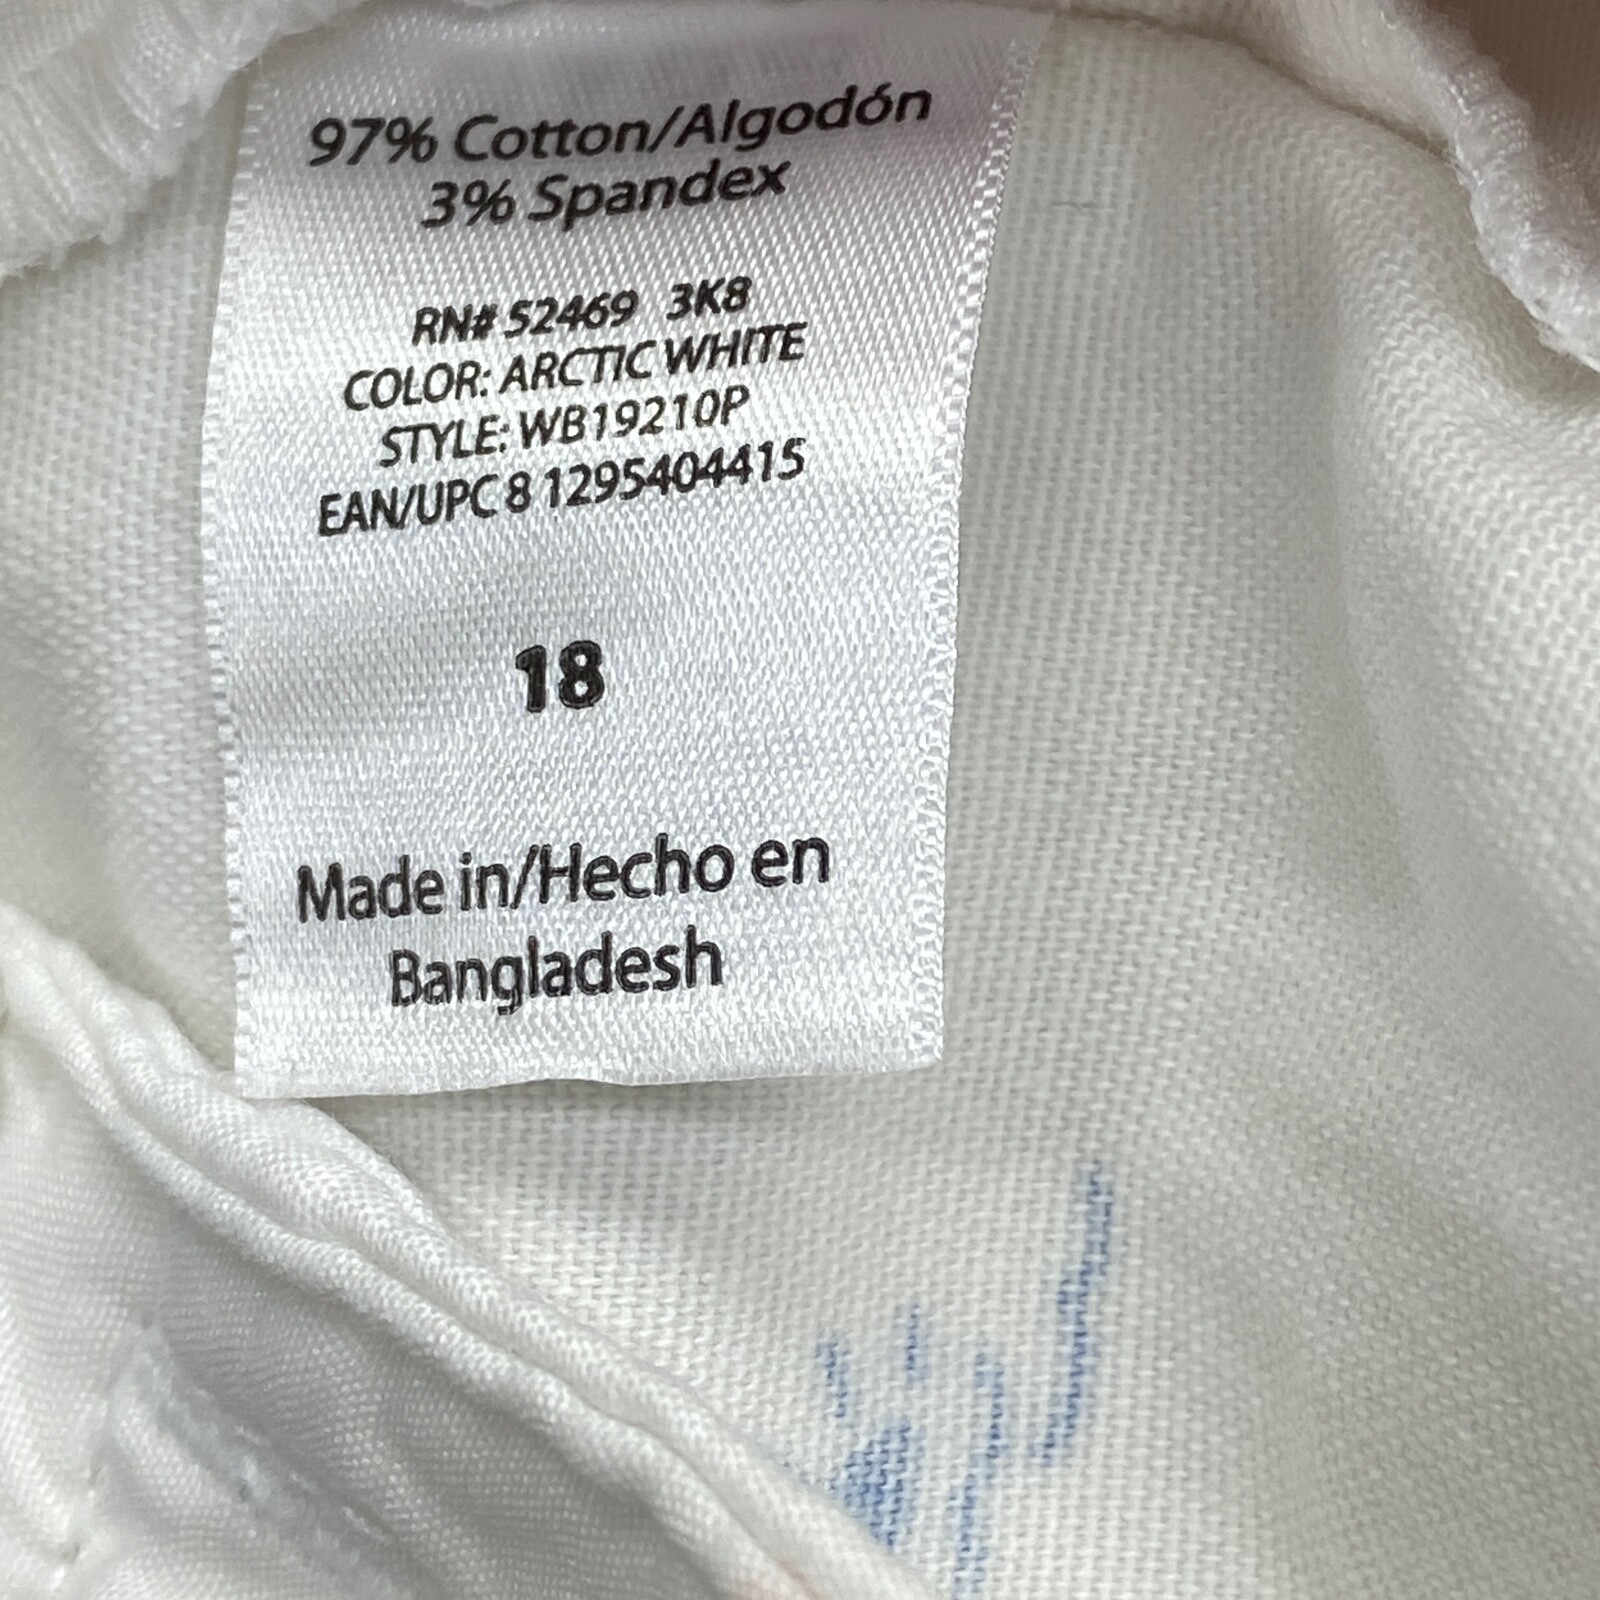 97% Cotton/Algodón
3% Spandex
RN# 52469 3K8
COLOR: ARCTIC WHITE
STYLE: WB19210P
EAN/UPC 8 1295404415
18
Made in/Hecho en
Bangladesh